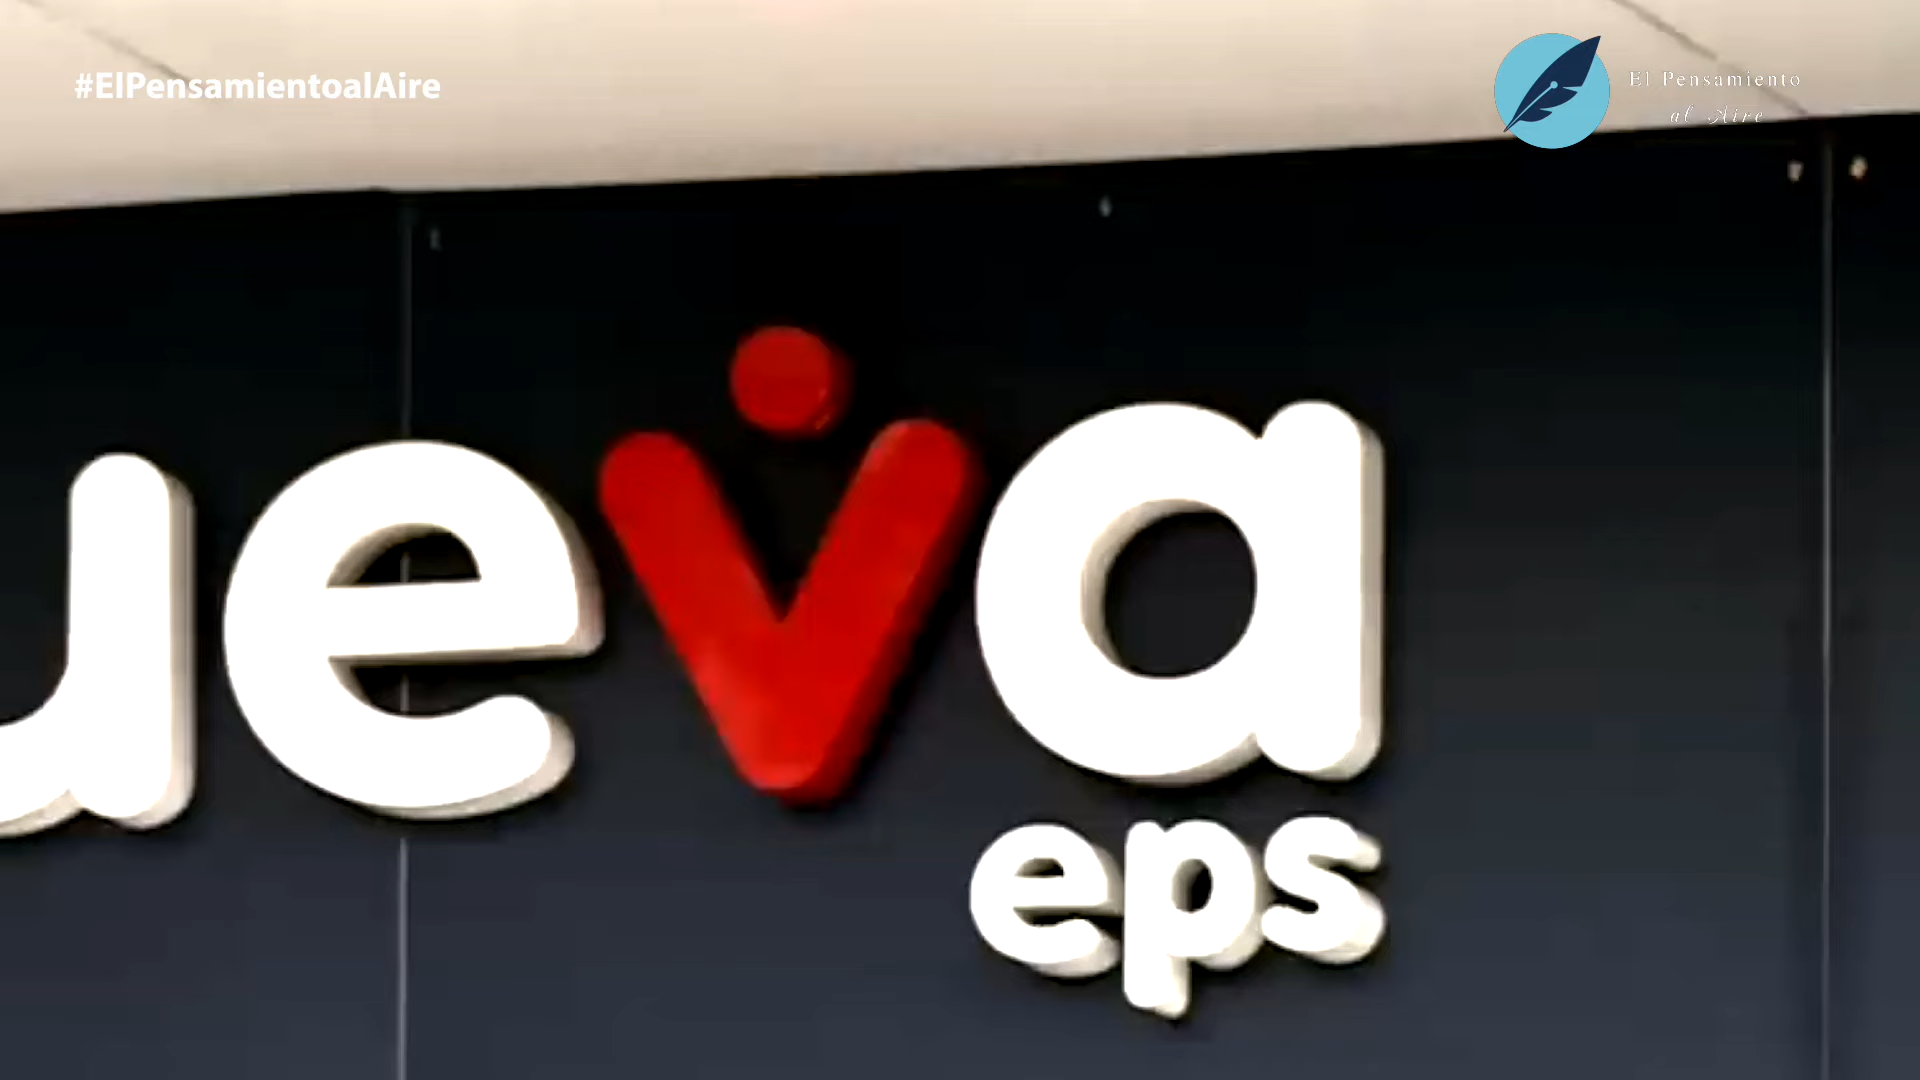 #ElPensamientoalAire
El Pensamiento
al Aire
ueva
eps